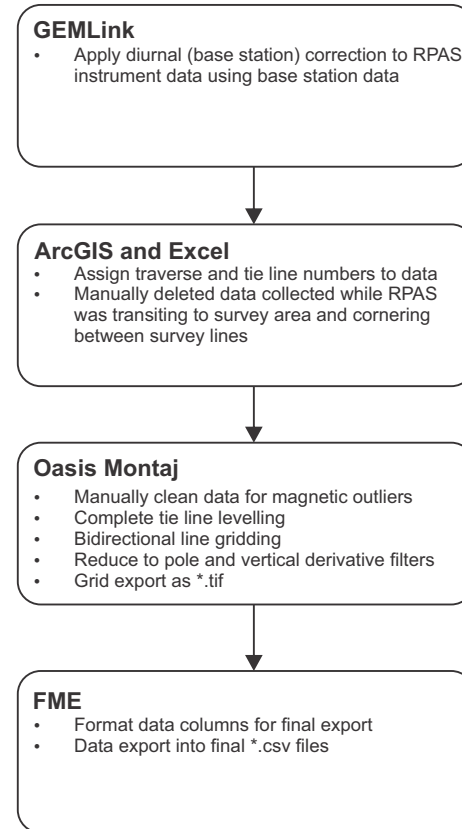 GEMLink
• Apply diurnal (base station) correction to RPAS
instrument data using base station data
ArcGIS and Excel
• Assign traverse and tie line numbers to data
• Manually deleted data collected while RPAS
was transiting to survey area and cornering
between survey lines
Oasis Montaj
• Manually clean data for magnetic outliers
• Complete tie line levelling
• Bidirectional line gridding
• Reduce to pole and vertical derivative filters
• Grid export as *.tif
FME
• Format data columns for final export
• Data export into final *.csv files